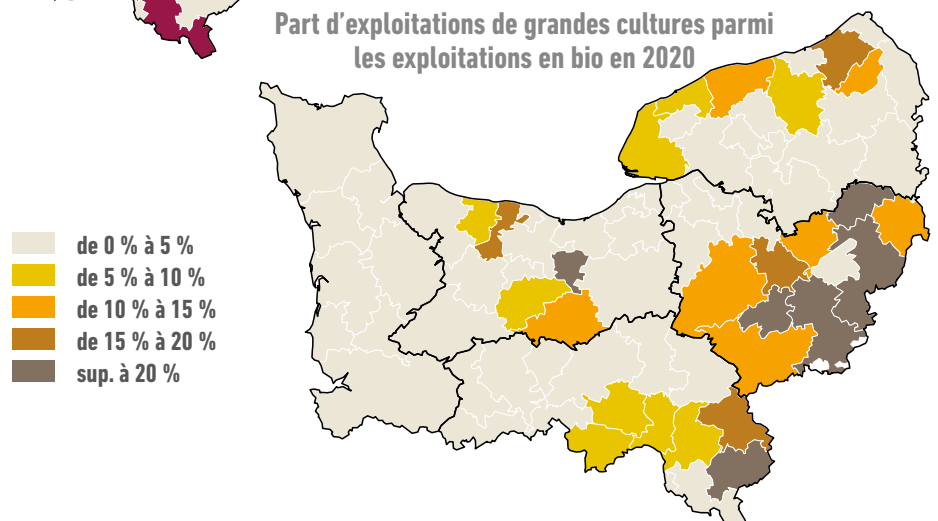 Part d’exploitations de grandes cultures parmi
les exploitations en bio en 2020
de 0 % à 5 %
de 5 % à 10 %
de 10 % à 15 %
de 15 % à 20 %
sup. à 20 %